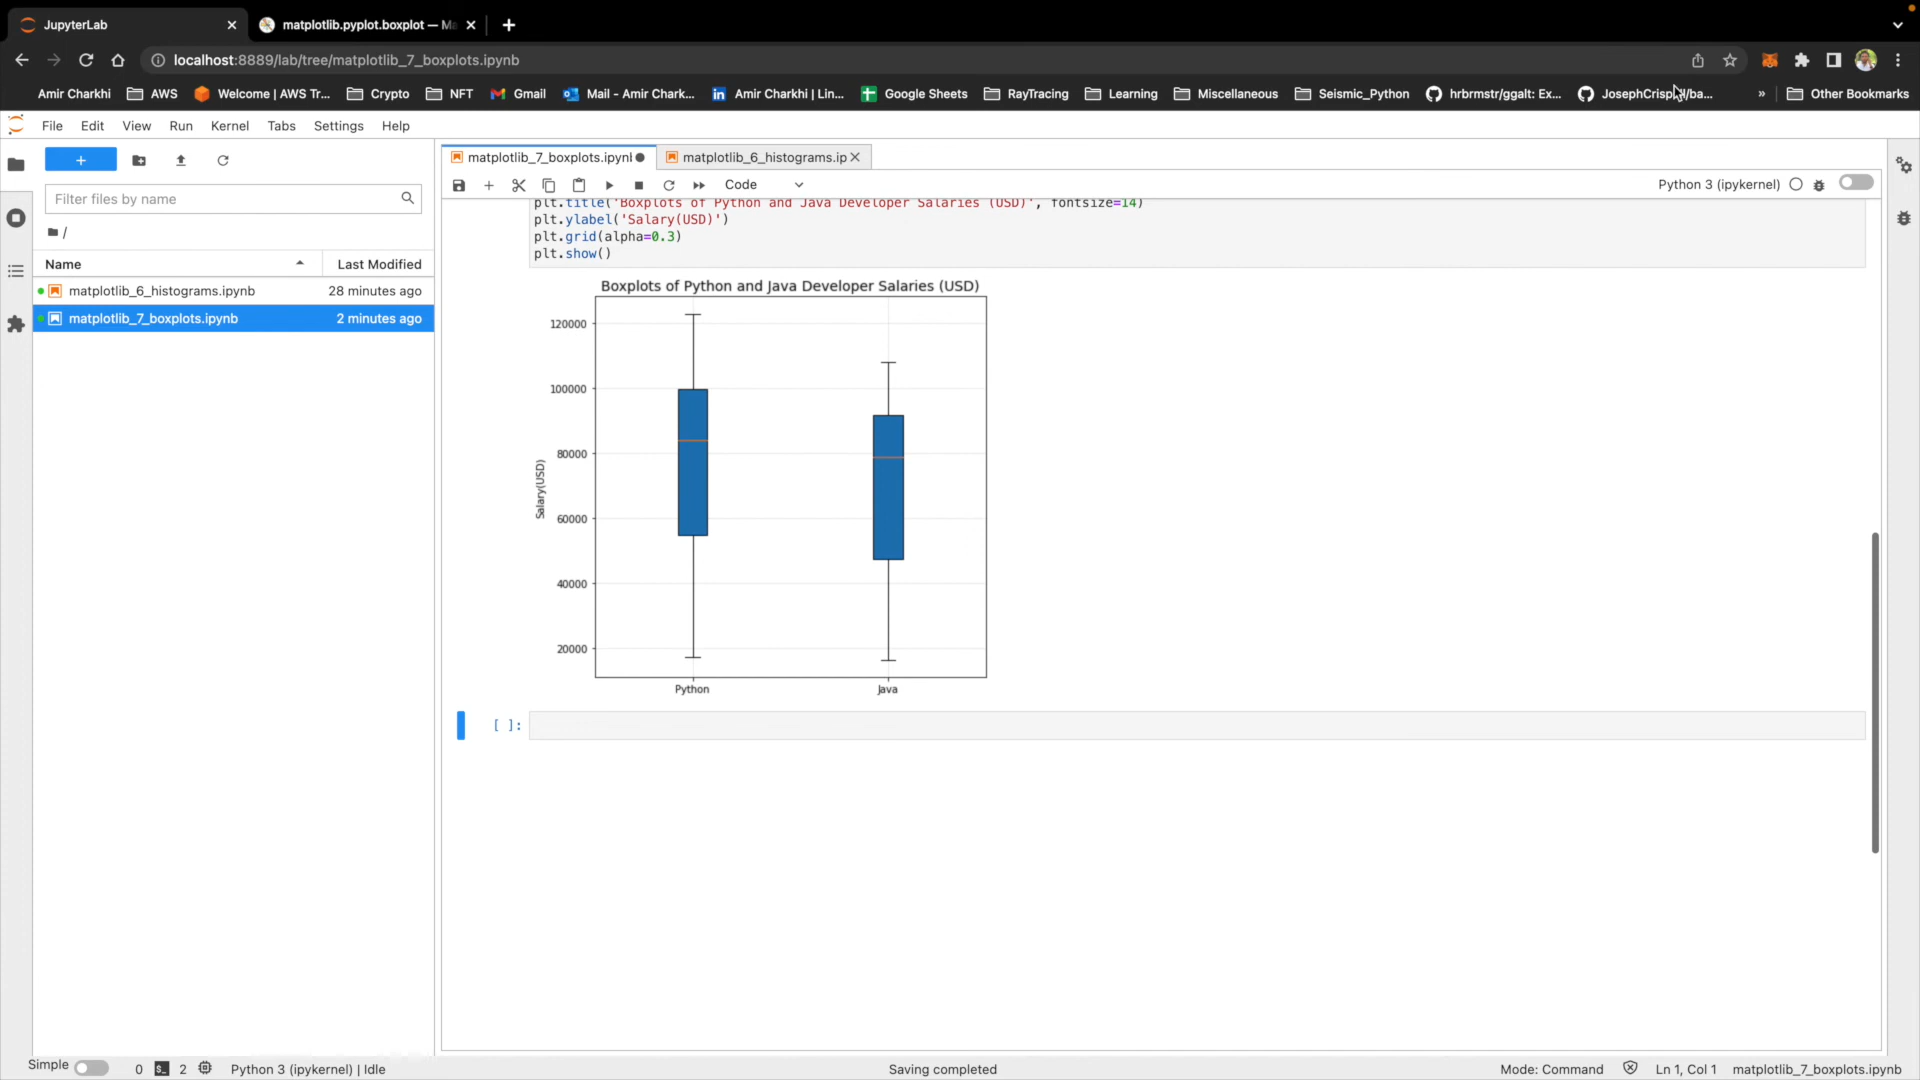 JupyterLab
matplotlib.pyplot.boxplot — Ma
localhost:8889/lab/tree/matplotlib_7_boxplots.ipynb
Amir Charkhi AWS Welcome | AWS Tr... Crypto NFT Gmail Mail - Amir Chark... Amir Charkhi | Lin... Google Sheets RayTracing Learning Miscellaneous Seismic_Python hrbrmstr/ggalt: Ex... » Other Bookmarks
File Edit View Run Kernel Tabs Settings Help
Filter files by name
/
Name Last Modified
matplotlib_6_histograms.ipynb 28 minutes ago
matplotlib_7_boxplots.ipynb 2 minutes ago
matplotlib_7_boxplots.ipynl
matplotlib_6_histograms.ip
Code
Python 3 (ipykernel)
plt.title('Boxplots of Python and Java Developer Salaries (USD)', fontsize=14)
plt.ylabel('Salary(USD)')
plt.grid(alpha=0.3)
plt.show()
Boxplots of Python and Java Developer Salaries (USD)
120000
100000
80000
60000
40000
20000
Salary(USD)
Python Java
[ ]:
Simple 0 2 Python 3 (ipykernel) | Idle Saving completed Mode: Command Ln 1, Col 1 matplotlib_7_boxplots.ipynb